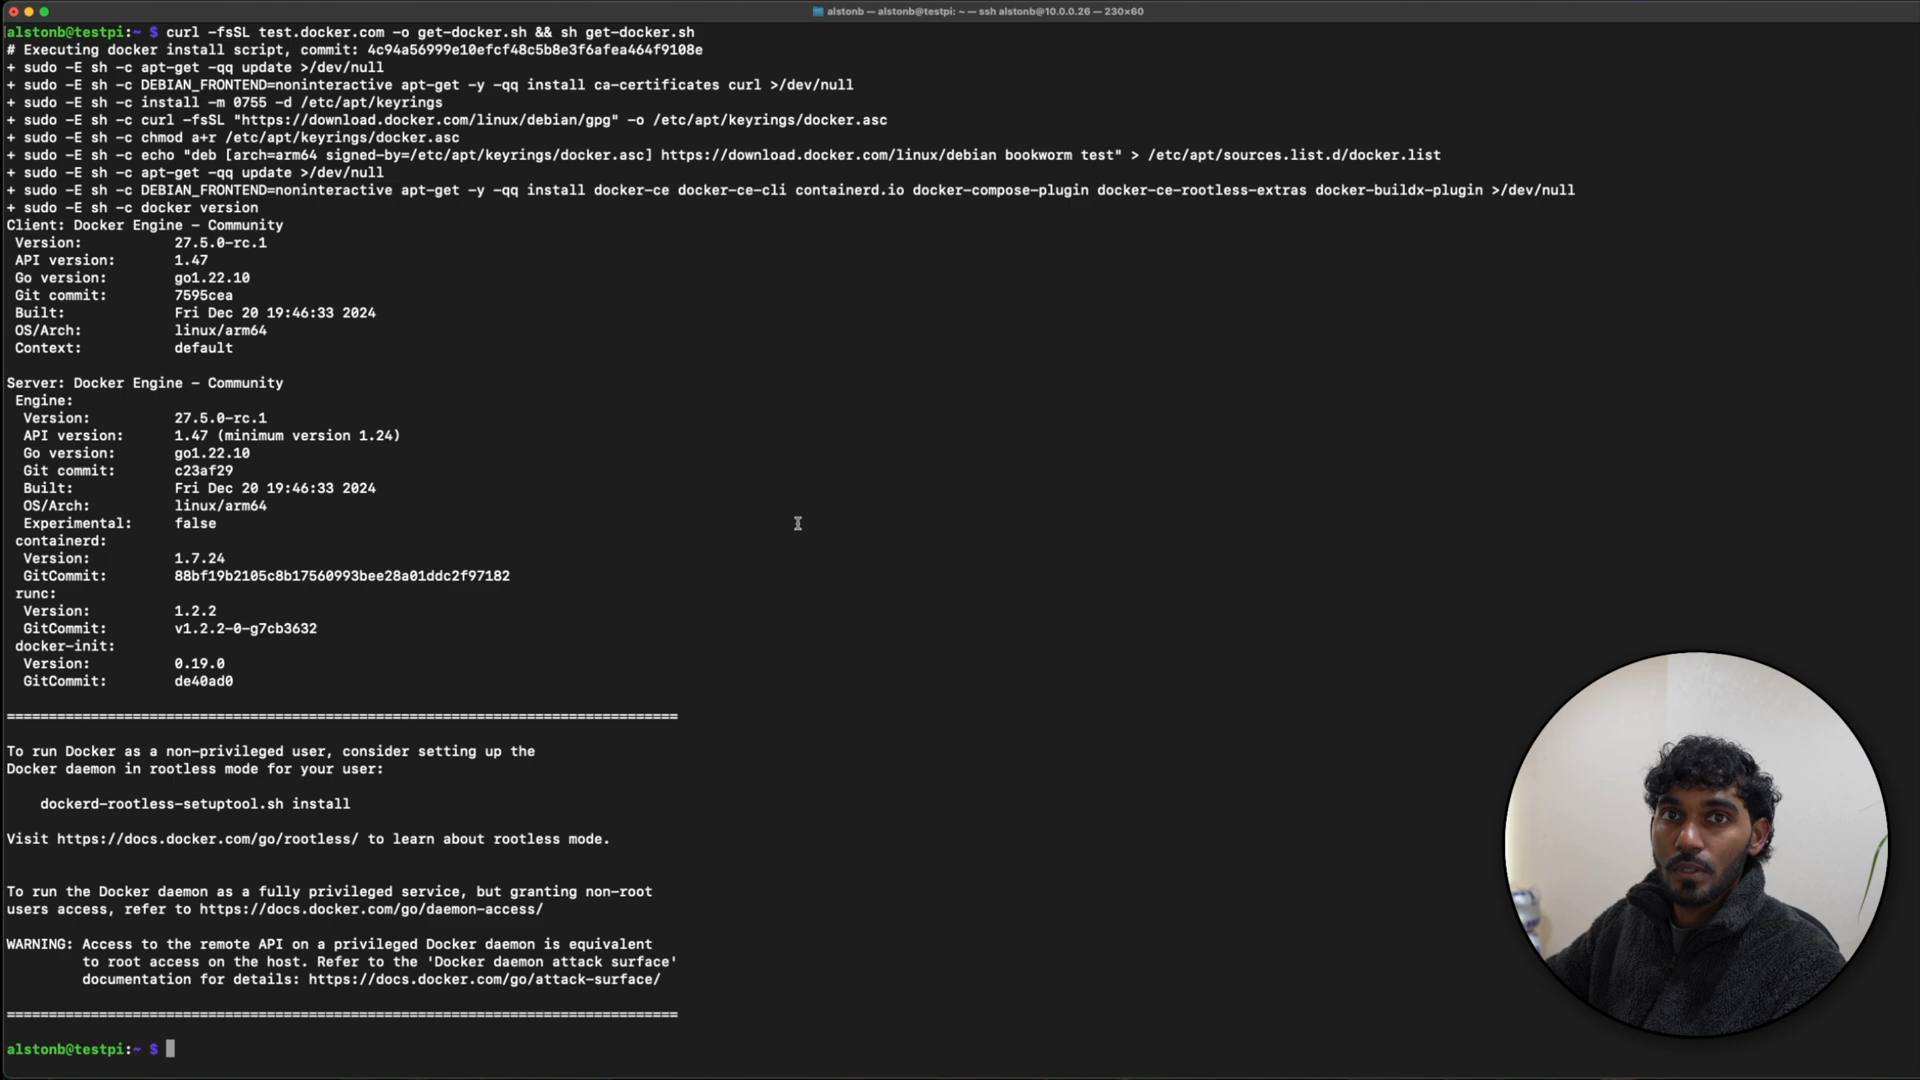 alstonb — alstonb@testpi: ~ — ssh alstonb@10.0.0.26 — 230×60
alstonb@testpi:~ $ curl -fsSL test.docker.com -o get-docker.sh && sh get-docker.sh
# Executing docker install script, commit: 4c94a56999e10efcf48c5b8e3f6afea464f9108e
+ sudo -E sh -c apt-get -qq update >/dev/null
+ sudo -E sh -c DEBIAN_FRONTEND=noninteractive apt-get -y -qq install ca-certificates curl >/dev/null
+ sudo -E sh -c install -m 0755 -d /etc/apt/keyrings
+ sudo -E sh -c curl -fsSL "https://download.docker.com/linux/debian/gpg" -o /etc/apt/keyrings/docker.asc
+ sudo -E sh -c chmod a+r /etc/apt/keyrings/docker.asc
+ sudo -E sh -c echo "deb [arch=arm64 signed-by=/etc/apt/keyrings/docker.asc] https://download.docker.com/linux/debian bookworm test" > /etc/apt/sources.list.d/docker.list
+ sudo -E sh -c apt-get -qq update >/dev/null
+ sudo -E sh -c DEBIAN_FRONTEND=noninteractive apt-get -y -qq install docker-ce docker-ce-cli containerd.io docker-compose-plugin docker-ce-rootless-extras docker-buildx-plugin >/dev/null
+ sudo -E sh -c docker version
Client: Docker Engine - Community
Version: 27.5.0-rc.1
API version: 1.47
Go version: go1.22.10
Git commit: 7595cea
Built: Fri Dec 20 19:46:33 2024
OS/Arch: linux/arm64
Context: default
Server: Docker Engine - Community
Engine:
Version: 27.5.0-rc.1
API version: 1.47 (minimum version 1.24)
Go version: go1.22.10
Git commit: c23af29
Built: Fri Dec 20 19:46:33 2024
OS/Arch: linux/arm64
Experimental: false
containerd:
Version: 1.7.24
GitCommit: 88bf19b2105c8b17560993bee28a01ddc2f97182
runc:
Version: 1.2.2
GitCommit: v1.2.2-0-g7cb3632
docker-init:
Version: 0.19.0
GitCommit: de40ad0
================================================================================
To run Docker as a non-privileged user, consider setting up the
Docker daemon in rootless mode for your user:
dockerd-rootless-setuptool.sh install
Visit https://docs.docker.com/go/rootless/ to learn about rootless mode.
To run the Docker daemon as a fully privileged service, but granting non-root
users access, refer to https://docs.docker.com/go/daemon-access/
WARNING: Access to the remote API on a privileged Docker daemon is equivalent
to root access on the host. Refer to the 'Docker daemon attack surface'
documentation for details: https://docs.docker.com/go/attack-surface/
================================================================================
alstonb@testpi:~ $